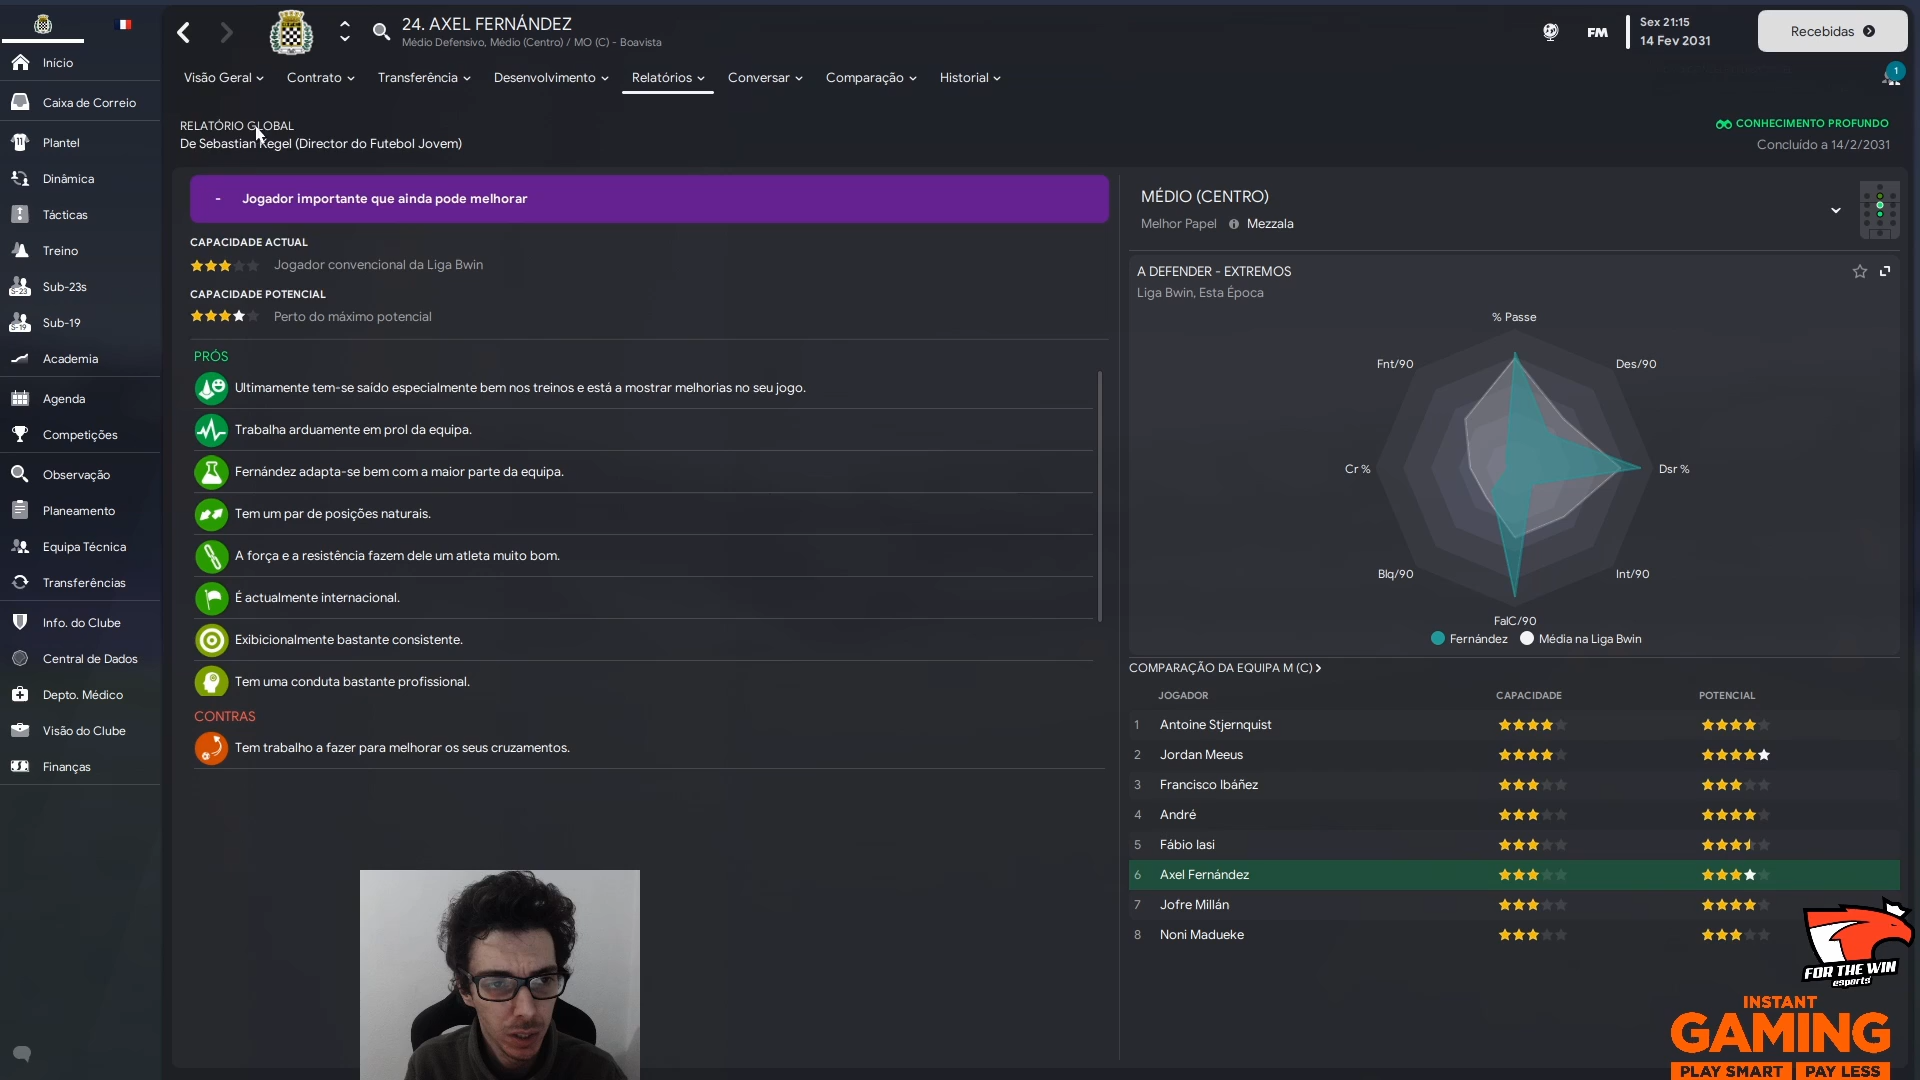 24. AXEL FERNÁNDEZ
Médio Defensivo, Médio (Centro) / MO (C) - Boavista
FM
Sex 21:15
14 Fev 2031
Recebidas
1
Início
Caixa de Correio
Plantel
Dinâmica
Tácticas
Treino
Sub-23s
Sub-19
Academia
Agenda
Competições
Observação
Planeamento
Equipa Técnica
Transferências
Info. do Clube
Central de Dados
Depto. Médico
Visão do Clube
Finanças
Visão Geral
Contrato
Transferência
Desenvolvimento
Relatórios
Conversar
Comparação
Historial
RELATÓRIO GLOBAL
De Sebastian Kegel (Director do Futebol Jovem)
CONHECIMENTO PROFUNDO
Concluído a 14/2/2031
- Jogador importante que ainda pode melhorar
CAPACIDADE ACTUAL
Jogador convencional da Liga Bwin
CAPACIDADE POTENCIAL
Perto do máximo potencial
PRÓS
Ultimamente tem-se saído especialmente bem nos treinos e está a mostrar melhorias no seu jogo.
Trabalha arduamente em prol da equipa.
Fernández adapta-se bem com a maior parte da equipa.
Tem um par de posições naturais.
A força e a resistência fazem dele um atleta muito bom.
É actualmente internacional.
Exibicionalmente bastante consistente.
Tem uma conduta bastante profissional.
CONTRAS
Tem trabalho a fazer para melhorar os seus cruzamentos.
MÉDIO (CENTRO)
Melhor Papel Mezzala
A DEFENDER - EXTREMOS
Liga Bwin, Esta Época
% Passe
Fnt/90
Des/90
Cr %
Dsr %
Blq/90
Int/90
FalC/90
Fernández
Média na Liga Bwin
COMPARAÇÃO DA EQUIPA M (C)
JOGADOR CAPACIDADE POTENCIAL
1 Antoine Stjernquist
2 Jordan Meeus
3 Francisco Ibáñez
4 André
5 Fábio Iasi
6 Axel Fernández
7 Jofre Millán
8 Noni Madueke
FOR THE WIN
esports
INSTANT
GAMING
PLAY SMART PAY LESS